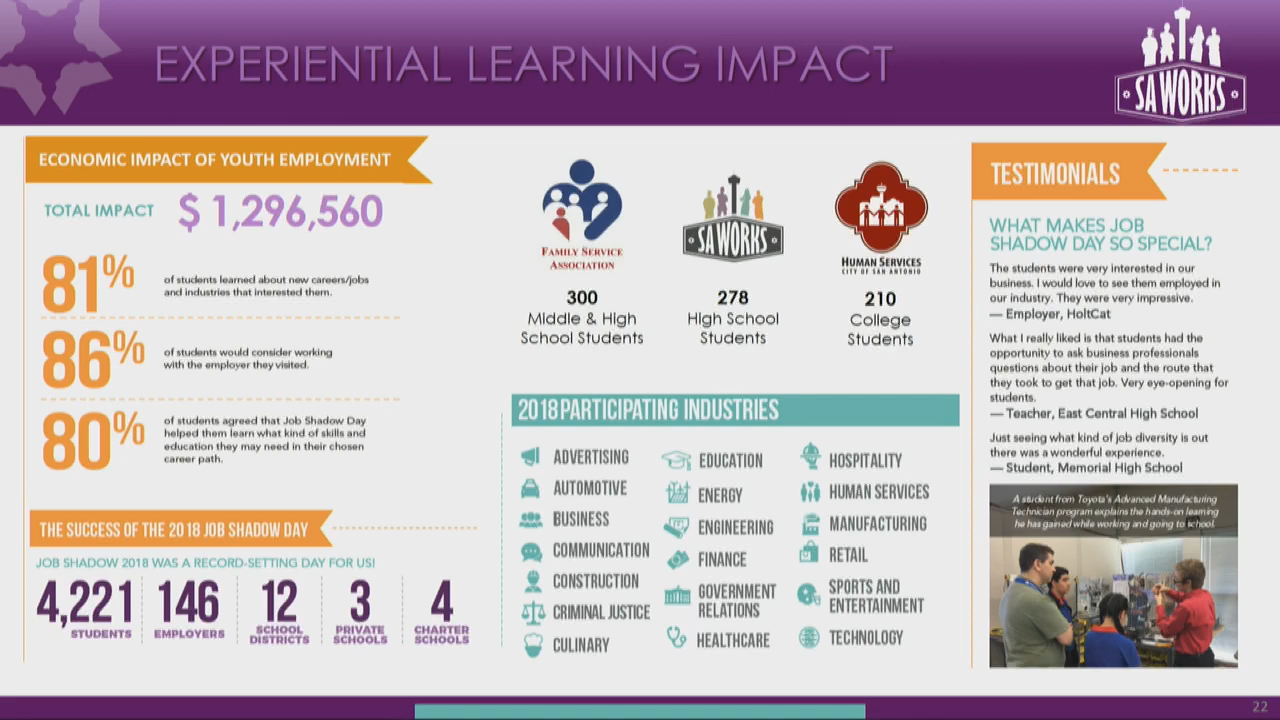 EXPERIENTIAL LEARNING IMPACT
SA WORKS
ECONOMIC IMPACT OF YOUTH EMPLOYMENT
TOTAL IMPACT $ 1,296,560
81% of students learned about new careers/jobs
and industries that interested them.
86% of students would consider working
with the employer they visited.
80% of students agreed that Job Shadow Day
helped them learn what kind of skills and
education they may need in their chosen
career path.
THE SUCCESS OF THE 2018 JOB SHADOW DAY
JOB SHADOW 2018 WAS A RECORD-SETTING DAY FOR US!
4,221
STUDENTS
146
EMPLOYERS
12
SCHOOL
DISTRICTS
3
PRIVATE
SCHOOLS
4
CHARTER
SCHOOLS
FAMILY SERVICE
ASSOCIATION
300
Middle & High
School Students
SA WORKS
278
High School
Students
HUMAN SERVICES
CITY OF SAN ANTONIO
210
College
Students
2018 PARTICIPATING INDUSTRIES
ADVERTISING
AUTOMOTIVE
BUSINESS
COMMUNICATION
CONSTRUCTION
CRIMINAL JUSTICE
CULINARY
EDUCATION
ENERGY
ENGINEERING
FINANCE
GOVERNMENT
RELATIONS
HEALTHCARE
HOSPITALITY
HUMAN SERVICES
MANUFACTURING
RETAIL
SPORTS AND
ENTERTAINMENT
TECHNOLOGY
TESTIMONIALS
WHAT MAKES JOB
SHADOW DAY SO SPECIAL?
The students were very interested in our
business. I would love to see them employed in
our industry. They were very impressive.
— Employer, HoltCat
What I really liked is that students had the
opportunity to ask business professionals
questions about their job and the route that
they took to get that job. Very eye-opening for
students.
— Teacher, East Central High School
Just seeing what kind of job diversity is out
there was a wonderful experience.
— Student, Memorial High School
A student from Toyota's Advanced Manufacturing
Technician program explains the hands-on learning
he has gained while working and going to school.
22